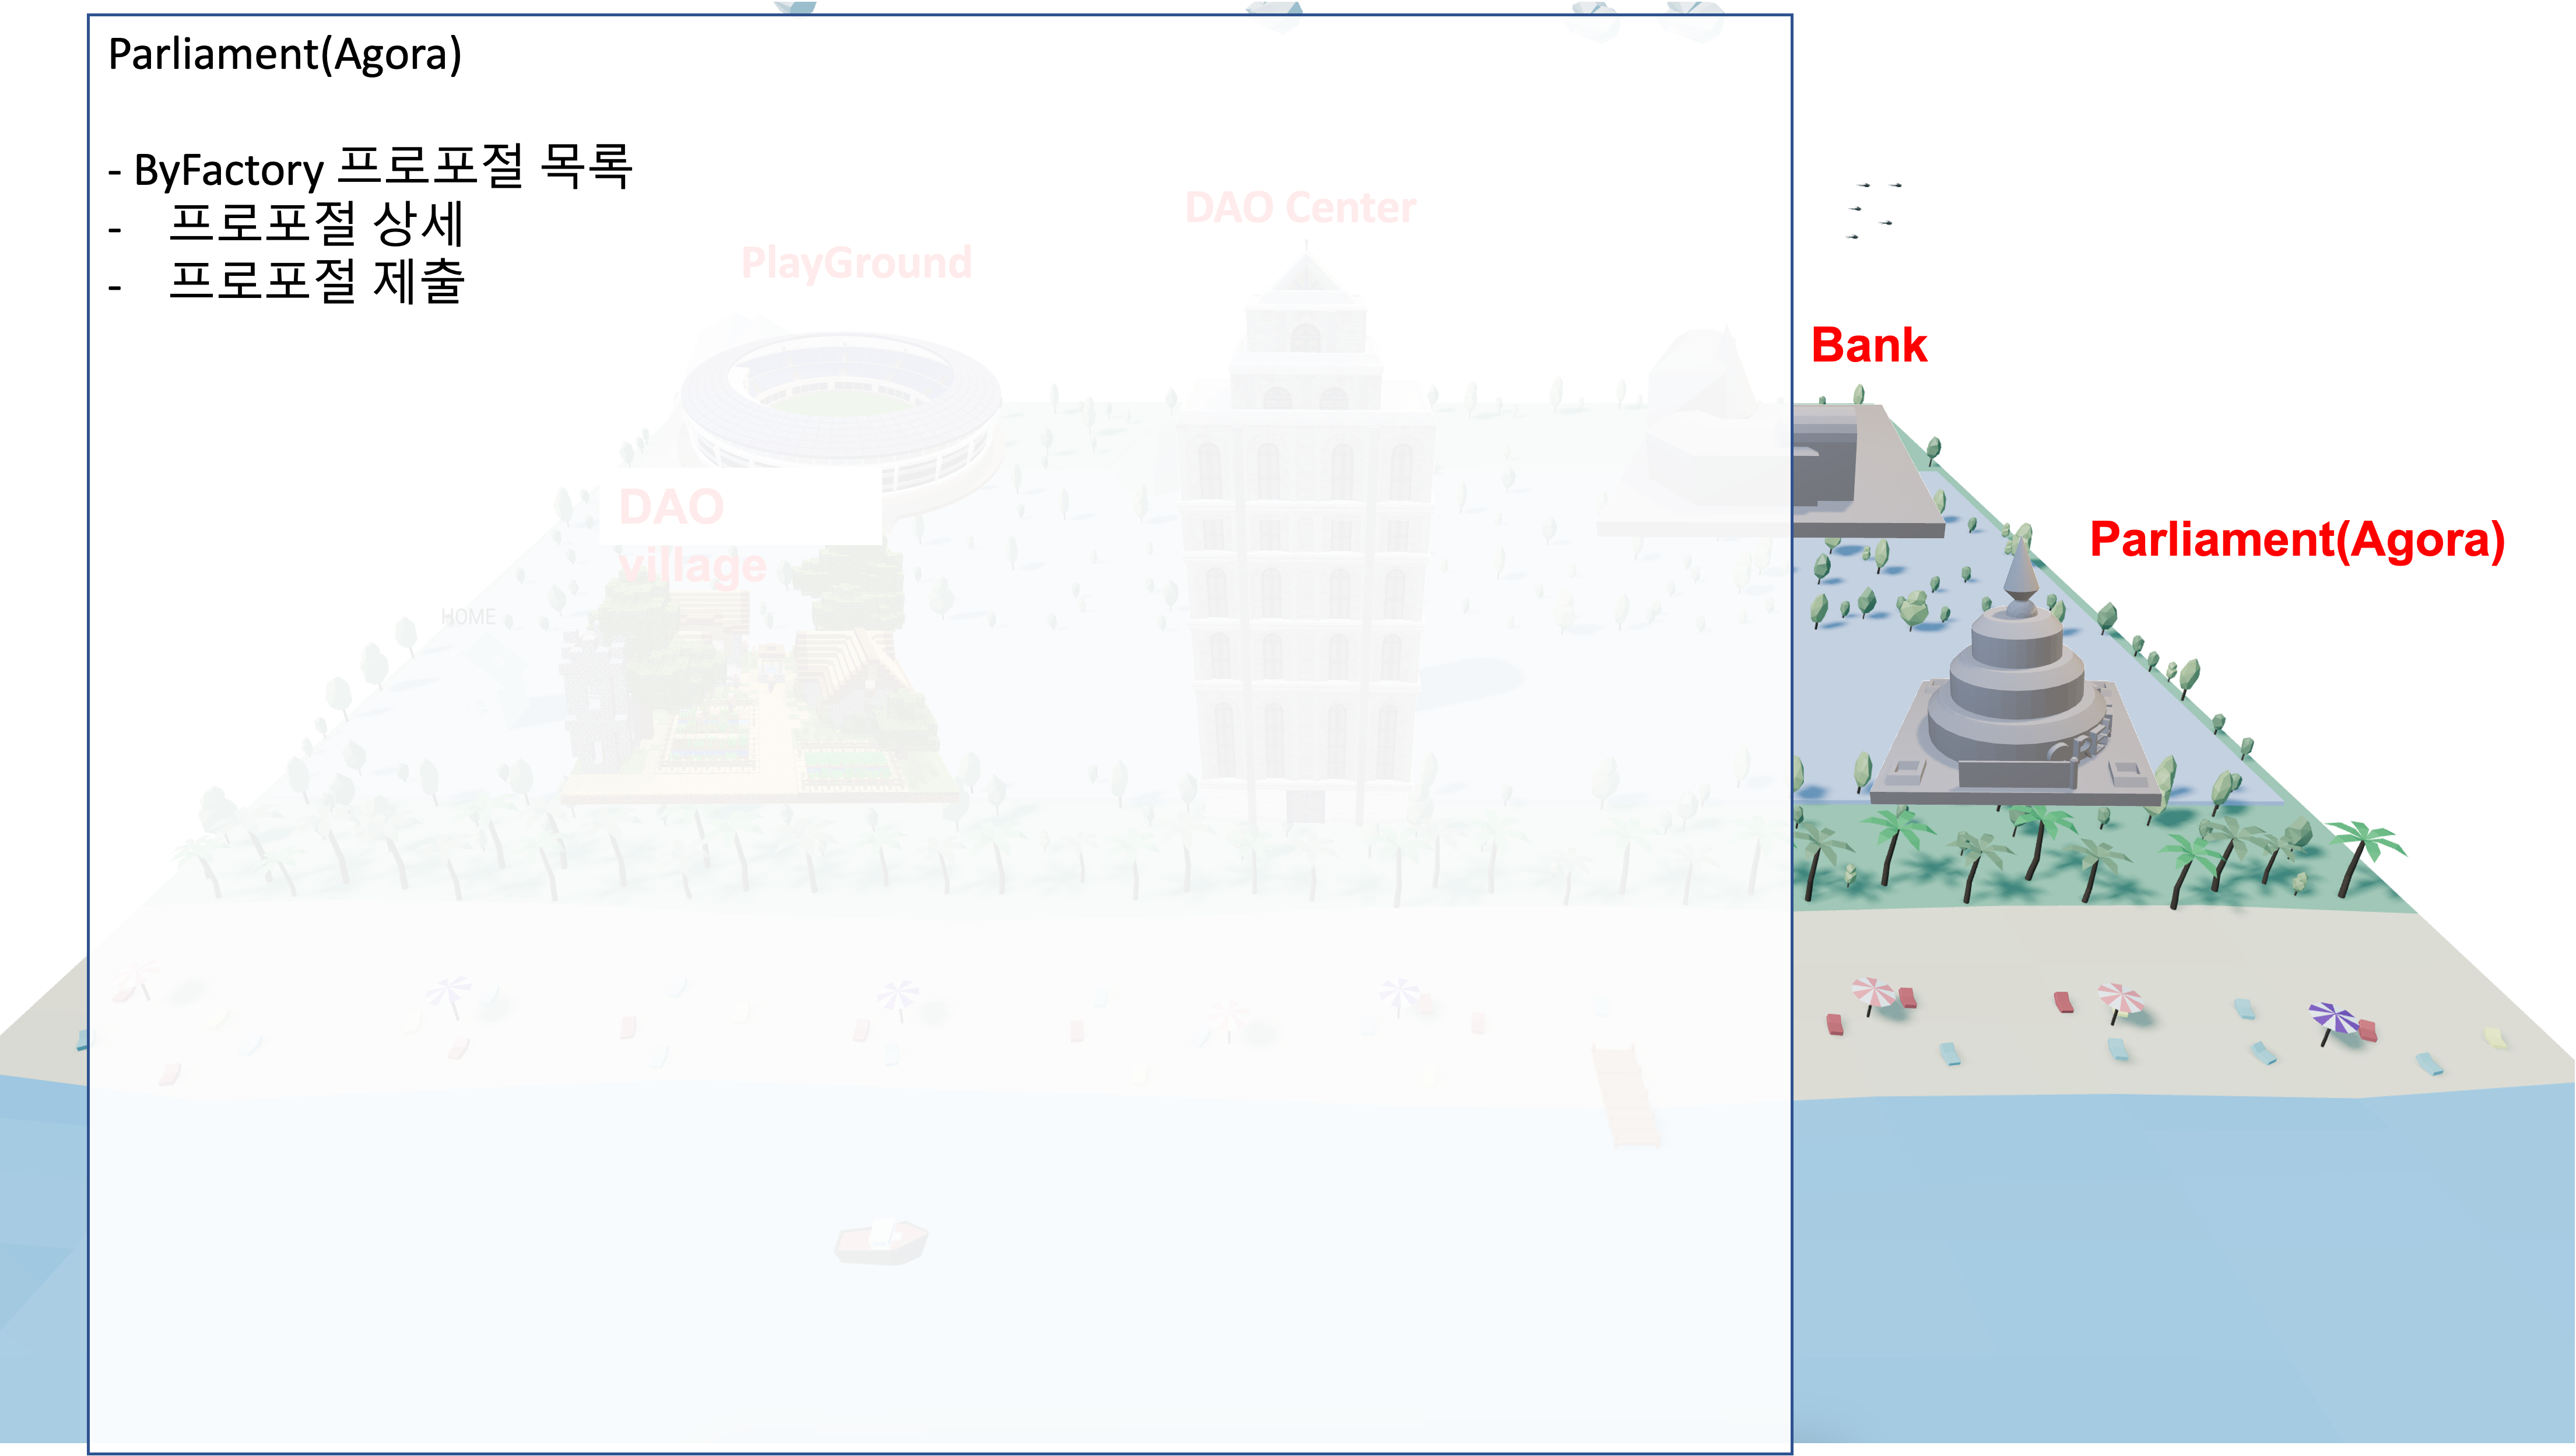 Parliament(Agora)
- ByFactory 프로포절 목록
- 프로포절 상세
- 프로포절 제출
DAO Center
PlayGround
Bank
DAO
village
Parliament(Agora)
HOME